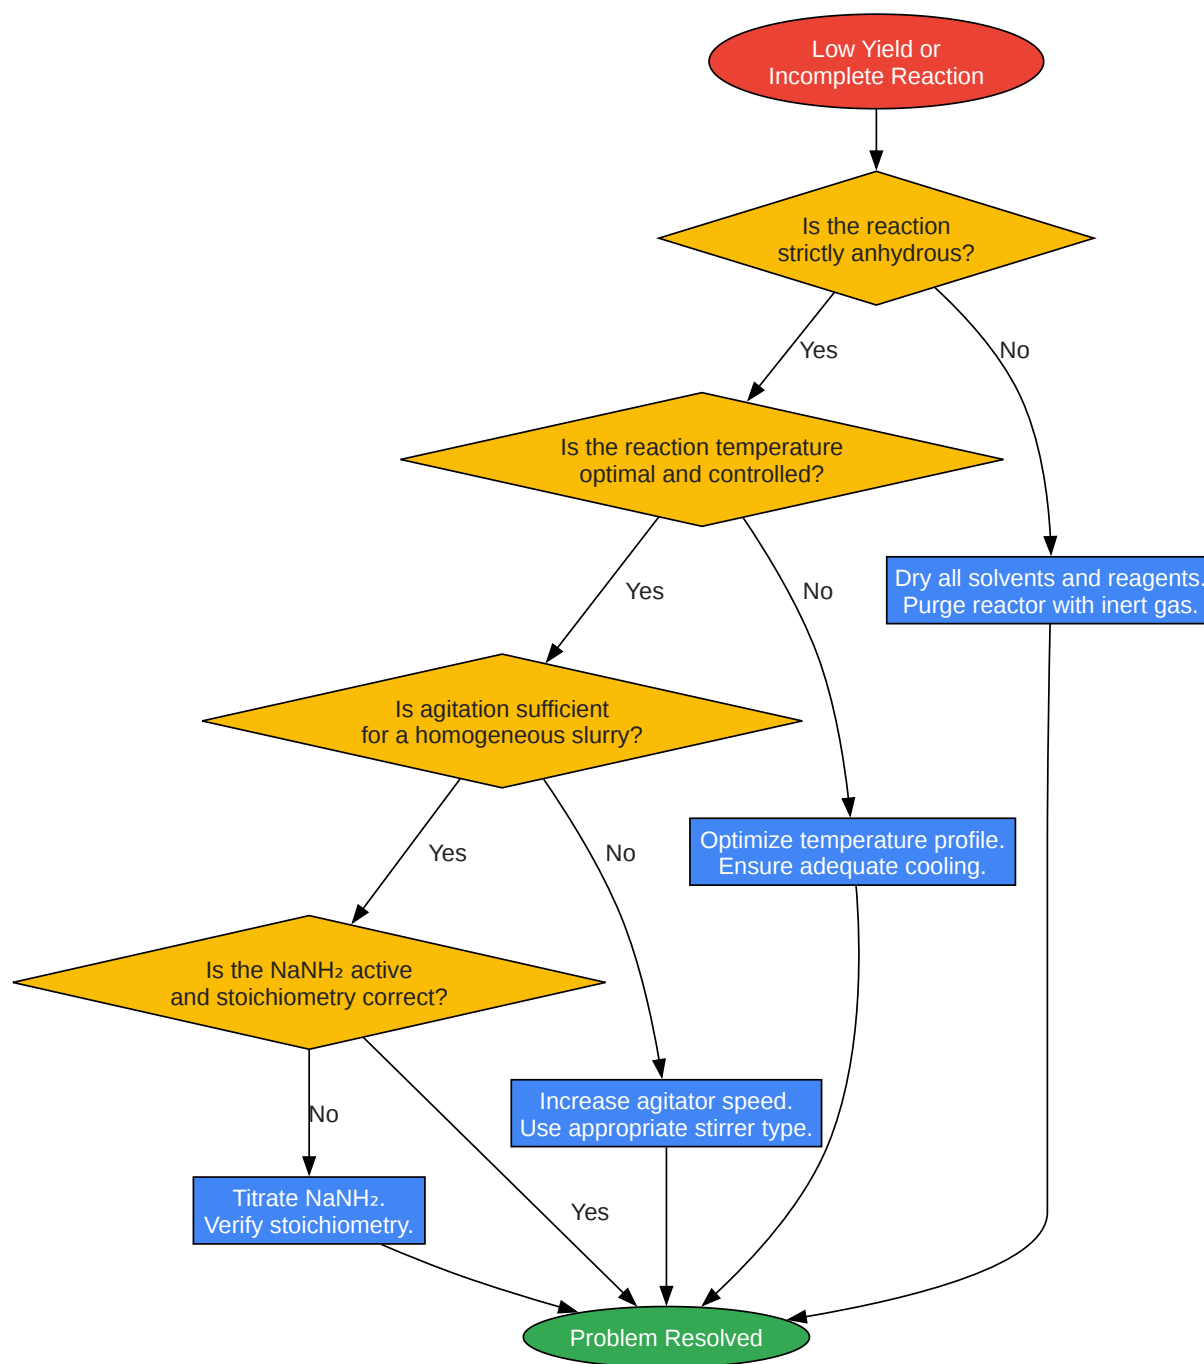 Low Yield or
Incomplete Reaction
Is the reaction
strictly anhydrous?
Yes
No
Is the reaction temperature
optimal and controlled?
Yes
No
Dry all solvents and reagents.
Purge reactor with inert gas.
Is agitation sufficient
for a homogeneous slurry?
Yes
No
Optimize temperature profile.
Ensure adequate cooling.
Is the NaNH₂ active
and stoichiometry correct?
No
Yes
Increase agitator speed.
Use appropriate stirrer type.
Titrate NaNH₂.
Verify stoichiometry.
Problem Resolved